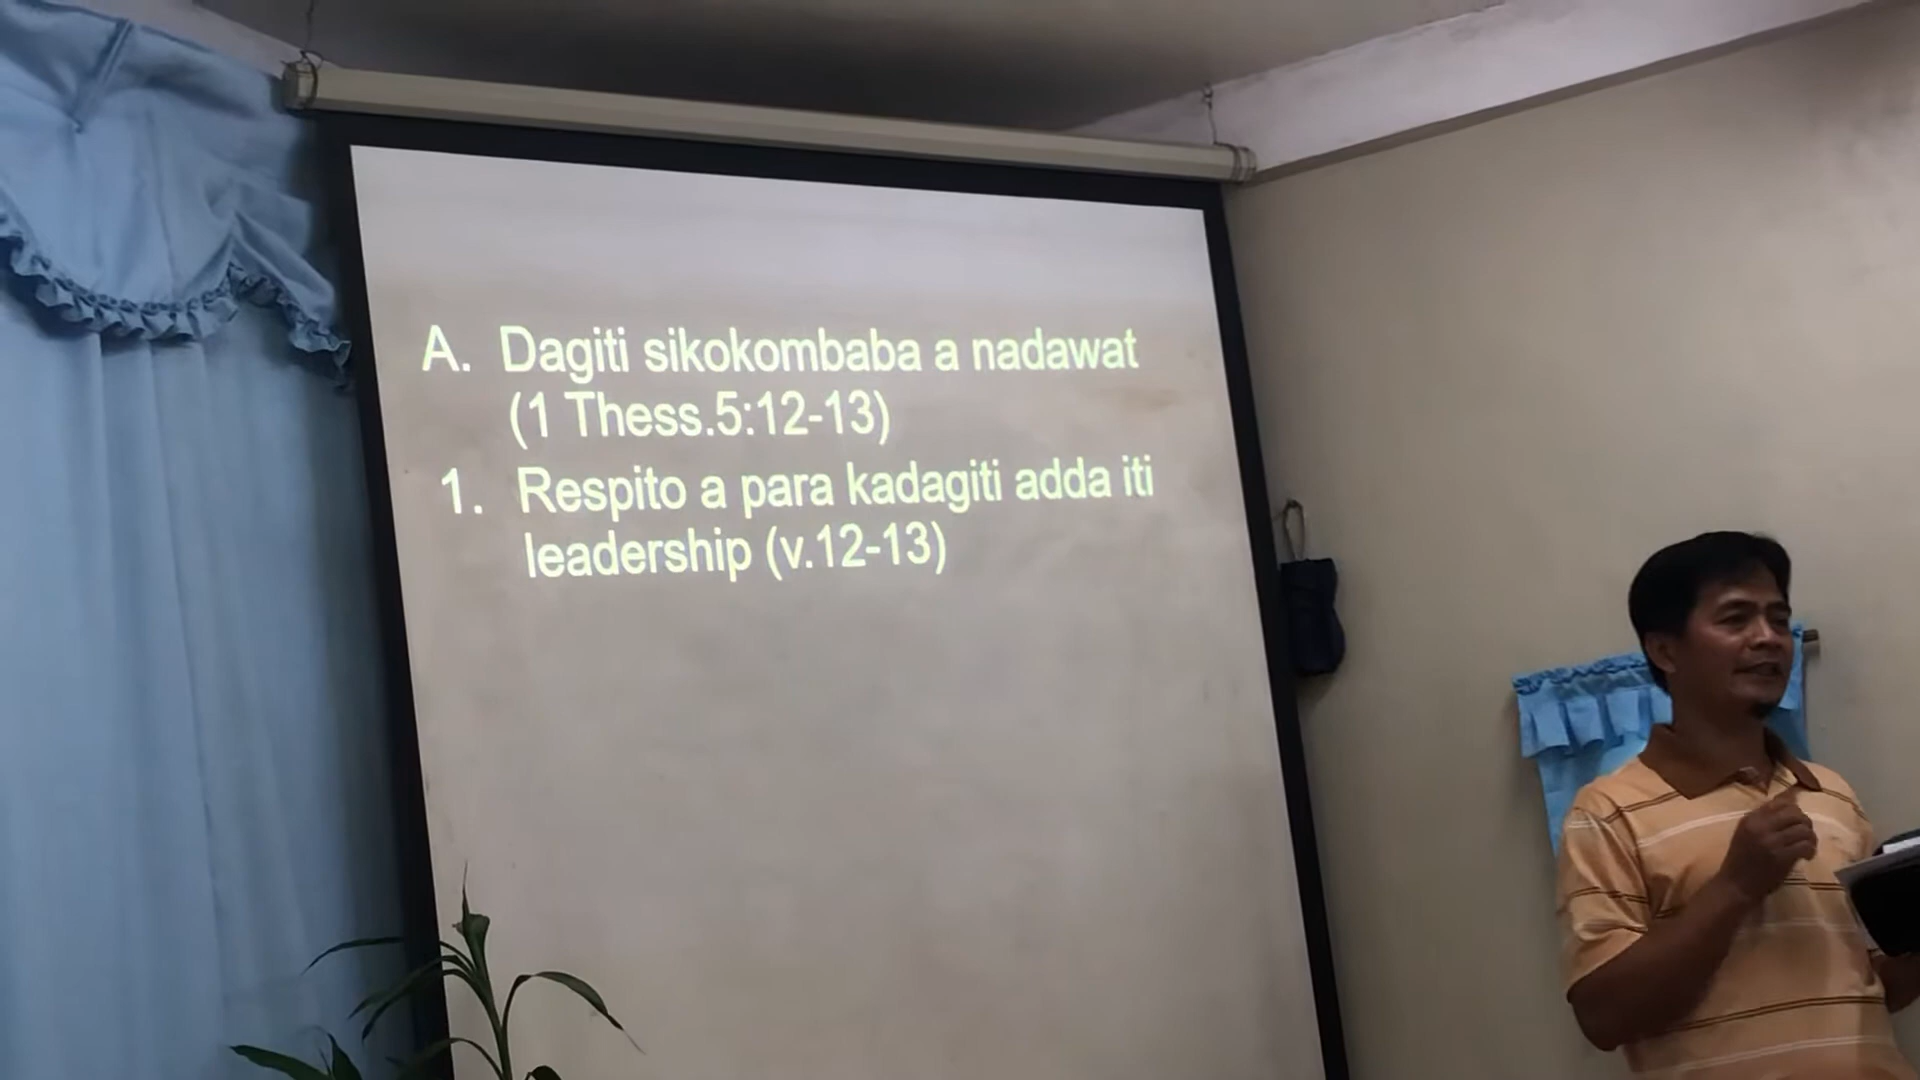 A. Dagiti sikokombaba a nadawat
(1 Thess.5:12-13)
1. Respito a para kadagiti adda iti
leadership (v.12-13)